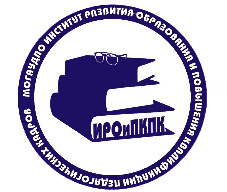 МОГАУДПО ИНСТИТУТ РАЗВИТИЯ ОБРАЗОВАНИЯ И ПОВЫШЕНИЯ КВАЛИФИКАЦИИ ПЕДАГОГИЧЕСКИХ КАДРОВ
ИРОиПКПК